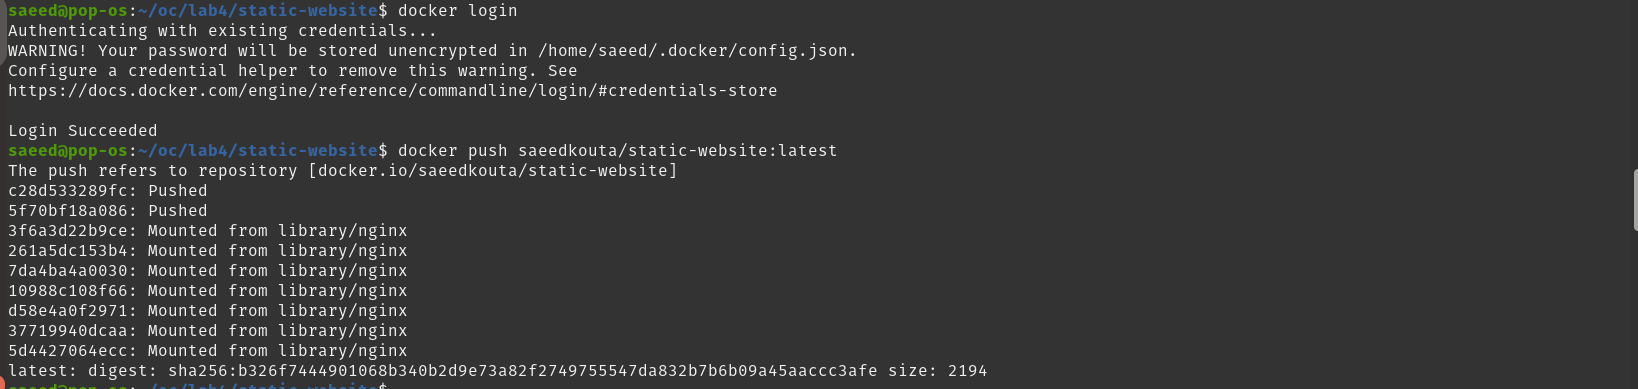 saeed@pop-os:~/oc/lab4/static-website$ docker login
Authenticating with existing credentials...
WARNING! Your password will be stored unencrypted in /home/saeed/.docker/config.json.
Configure a credential helper to remove this warning. See
https://docs.docker.com/engine/reference/commandline/login/#credentials-store

Login Succeeded
saeed@pop-os:~/oc/lab4/static-website$ docker push saeedkouta/static-website:latest
The push refers to repository [docker.io/saeedkouta/static-website]
c28d533289fc: Pushed
5f70bf18a086: Pushed
3f6a3d22b9ce: Mounted from library/nginx
261a5dc153b4: Mounted from library/nginx
7da4ba4a0030: Mounted from library/nginx
10988c108f66: Mounted from library/nginx
d58e4a0f2971: Mounted from library/nginx
37719940dcaa: Mounted from library/nginx
5d4427064ecc: Mounted from library/nginx
latest: digest: sha256:b326f7444901068b340b2d9e73a82f2749755547da832b7b6b09a45aaccc3afe size: 2194